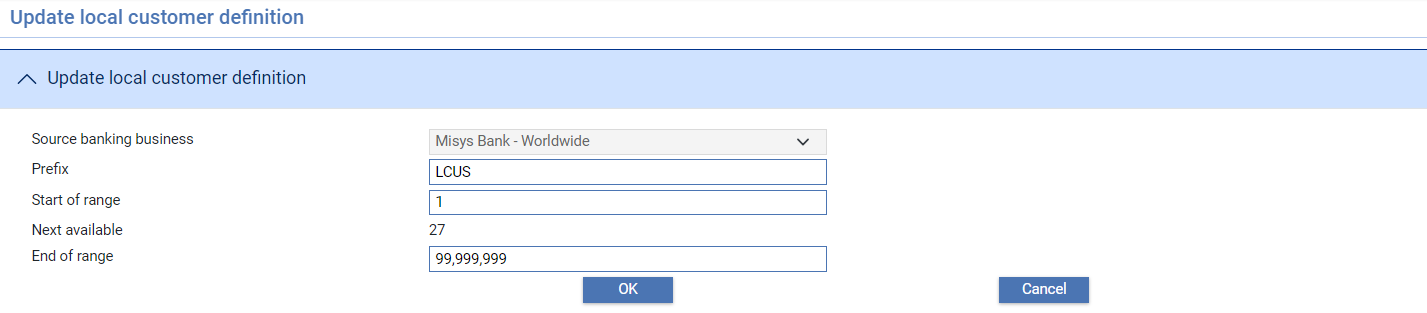 Update local customer definition
Update local customer definition
Source banking business Misys Bank - Worldwide
Prefix LCUS
Start of range 1
Next available 27
End of range 99,999,999
OK Cancel